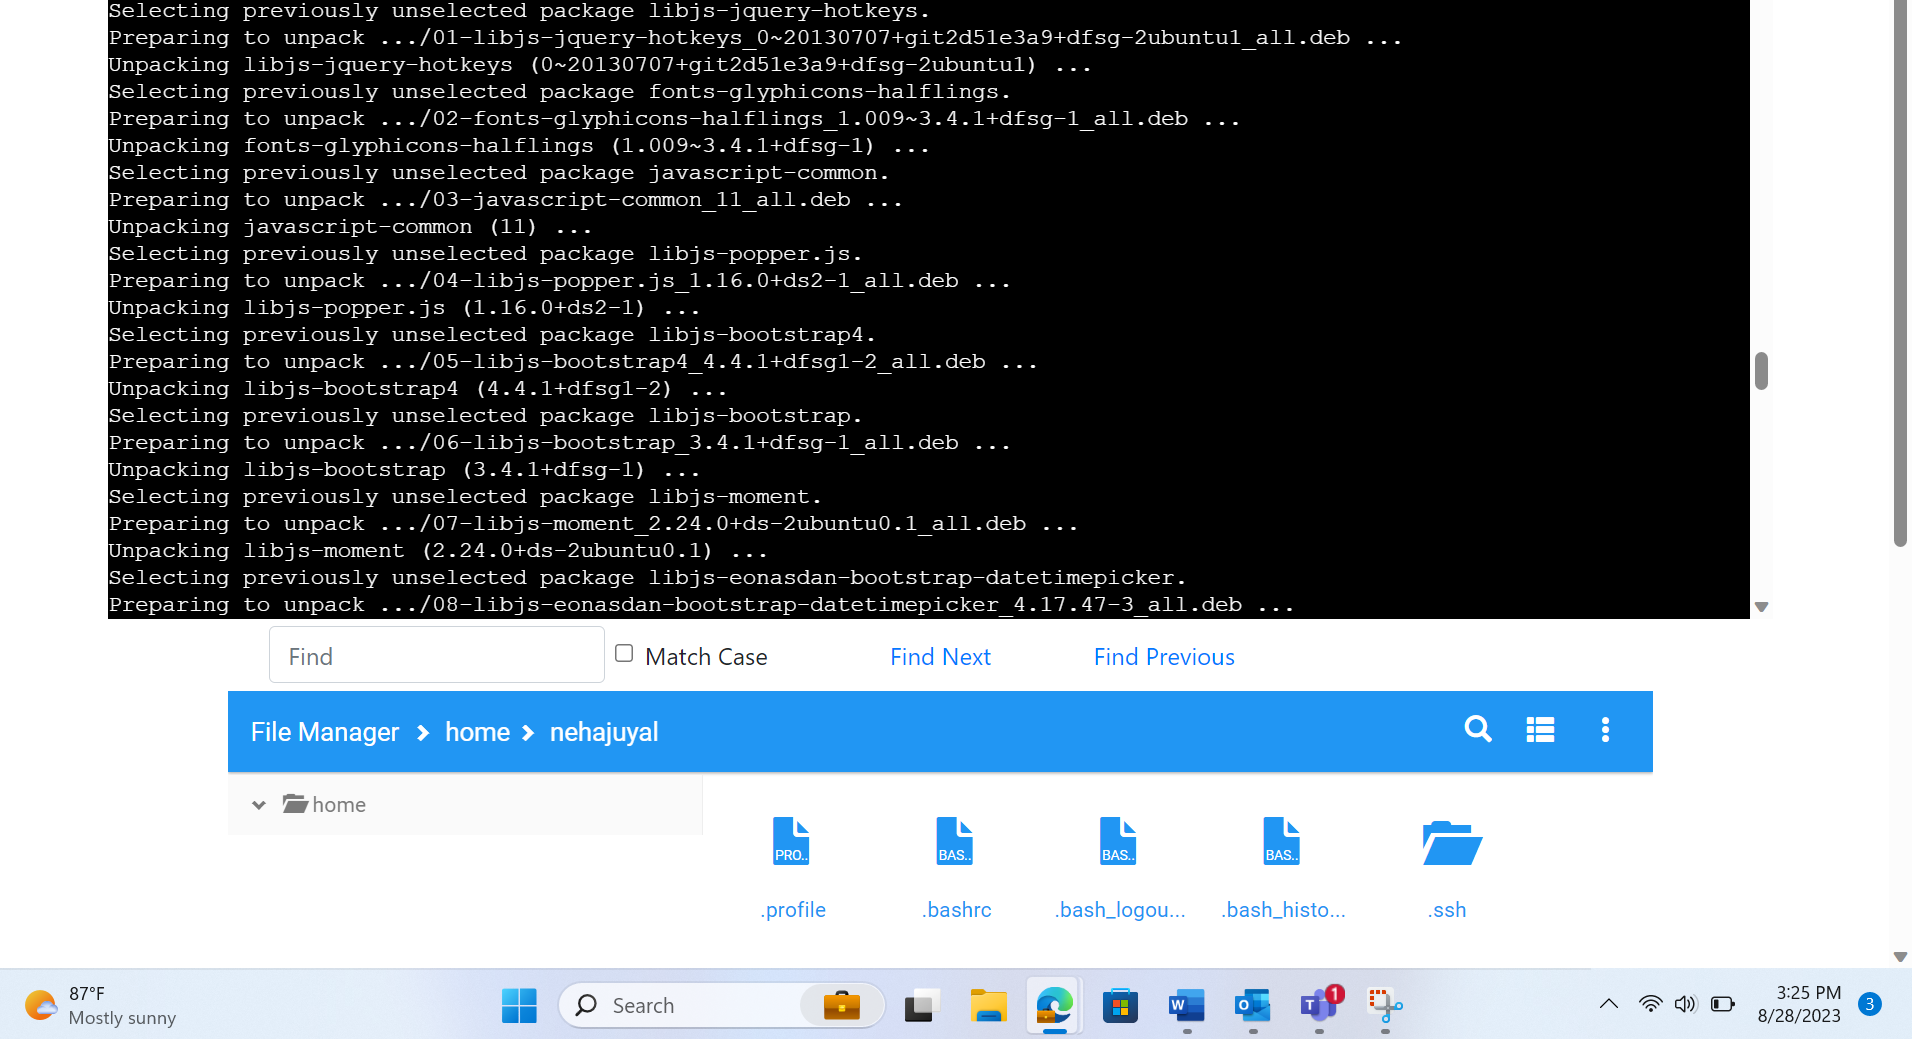 Selecting previously unselected package libjs-jquery-hotkeys.
Preparing to unpack .../01-libjs-jquery-hotkeys_0~20130707+git2d51e3a9+dfsg-2ubuntu1_all.deb ...
Unpacking libjs-jquery-hotkeys (0~20130707+git2d51e3a9+dfsg-2ubuntu1) ...
Selecting previously unselected package fonts-glyphicons-halflings.
Preparing to unpack .../02-fonts-glyphicons-halflings_1.009~3.4.1+dfsg-1_all.deb ...
Unpacking fonts-glyphicons-halflings (1.009~3.4.1+dfsg-1) ...
Selecting previously unselected package javascript-common.
Preparing to unpack .../03-javascript-common_11_all.deb ...
Unpacking javascript-common (11) ...
Selecting previously unselected package libjs-popper.js.
Preparing to unpack .../04-libjs-popper.js_1.16.0+ds2-1_all.deb ...
Unpacking libjs-popper.js (1.16.0+ds2-1) ...
Selecting previously unselected package libjs-bootstrap4.
Preparing to unpack .../05-libjs-bootstrap4_4.4.1+dfsg1-2_all.deb ...
Unpacking libjs-bootstrap4 (4.4.1+dfsg1-2) ...
Selecting previously unselected package libjs-bootstrap.
Preparing to unpack .../06-libjs-bootstrap_3.4.1+dfsg-1_all.deb ...
Unpacking libjs-bootstrap (3.4.1+dfsg-1) ...
Selecting previously unselected package libjs-moment.
Preparing to unpack .../07-libjs-moment_2.24.0+ds-2ubuntu0.1_all.deb ...
Unpacking libjs-moment (2.24.0+ds-2ubuntu0.1) ...
Selecting previously unselected package libjs-eonasdan-bootstrap-datetimepicker.
Preparing to unpack .../08-libjs-eonasdan-bootstrap-datetimepicker_4.17.47-3_all.deb ...
Find Match Case Find Next Find Previous
File Manager home nehajuyal
home
PRO.. BAS.. BAS.. BAS..
.profile .bashrc .bash_logou... .bash_histo... .ssh
87°F
Mostly sunny
Search
W O T 1
3:25 PM
8/28/2023
3